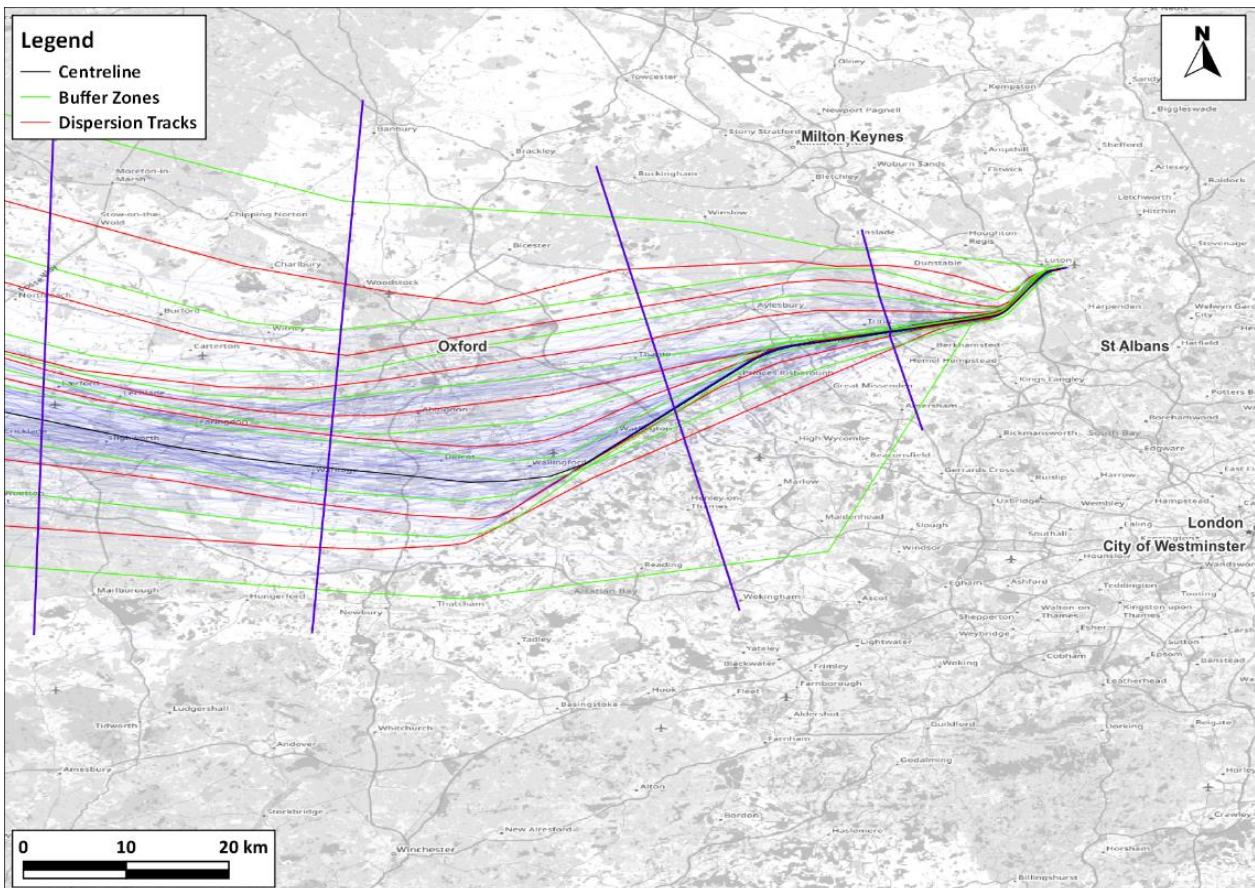 Legend
Centreline
Buffer Zones
Dispersion Tracks
N
Towcester
Olney
Kempston
Sandy
Biggleswade
Newport Pagnell
Banbury
Stony Stratford
Milton Keynes
Ampthill
Shefford
Brackley
Woburn Sands
Flitwick
Arlesey
Moreton-in-
Marsh
Buckingham
Bletchley
Baldock
Letchworth
Hitchin
Stow-on-the-
Wold
Chipping Norton
Winslow
Houghton
Regis
Stevenage
Bicester
Luton
Charlbury
Dunstable
Woodstock
Aylesbury
Harpenden
Burford
Witney
Tring
Carterton
Oxford
Thame
Berkhamsted
St Albans
Hatfield
Princes Risborough
Hemel Hempstead
Kings Langley
Great Missenden
Abingdon
Amersham
Faringdon
Watlington
High Wycombe
Rickmansworth
Didcot
Wallingford
Beaconsfield
Edgware
Wantage
Marlow
Gerrards Cross
Ruislip
Harrow
Henley-on-
Thames
Uxbridge
Wembley
Hampstead
Maidenhead
Slough
Southall
Ealing
London
Windsor
City of Westminster
Reading
Marlborough
Hungerford
Egham
Ashford
Teddington
Thatcham
Wokingham
Ascot
Newbury
Shepperton
Walton on
Thames
Kingston upon
Thames
Tooting
Tadley
Yateley
Lightwater
Weybridge
Esher
Sutton
Blackwater
Cobham
Epsom
Frimley
Woking
Banstead
Hook
Fleet
Farnborough
Leatherhead
Ludgershall
Basingstoke
Tidworth
Aldershot
Guildford
Dorking
Reigate
Whitchurch
Farnham
Andover
Godalming
Amesbury
Alton
Stockbridge
Bordon
New Alresford
Haslemere
Winchester
Horsham
Billingshurst
0 10 20 km